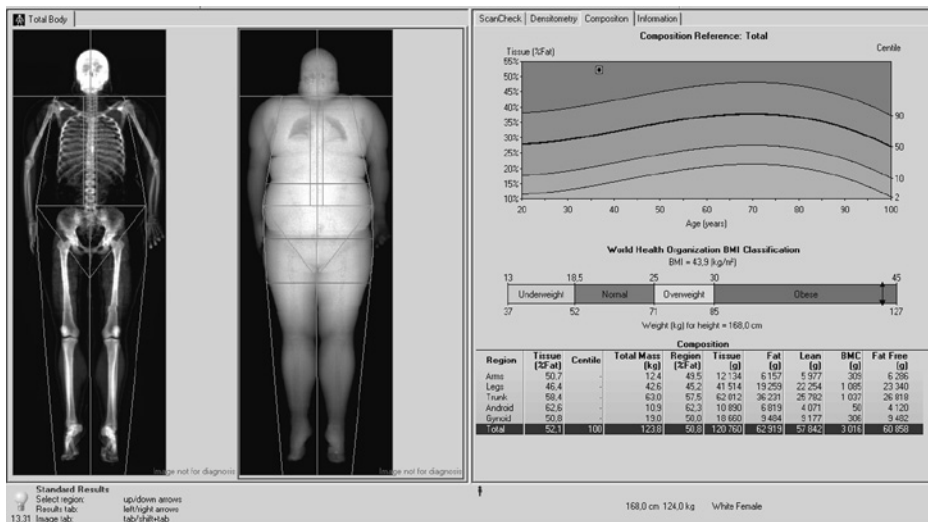 Total Body
Image not for diagnosis
Image not for diagnosis
ScanCheck Densitometry Composition Information
Composition Reference: Total
Tissue (%Fat) Centile
55%
50%
45%
40%
35%
30%
25%
20%
15%
10%
90
50
10
2
20 30 40 50 60 70 80 90 100
Age (years)
World Health Organization BMI Classification
BMI = 43,9 (kg/m²)
13 18,5 25 30 45
Underweight Normal Overweight Obese
37 52 71 85 127
Weight (kg) for height = 168,0 cm
Composition
Region Tissue (%Fat) Centile Total Mass (kg) Region (%Fat) Tissue (g) Fat (g) Lean (g) BMC (g) Fat Free (g)
Arms 50,7 - 12,4 49,5 12 134 6 157 5 977 309 6 286
Legs 46,4 - 42,6 45,2 41 514 19 259 22 254 1 085 23 340
Trunk 58,4 - 63,0 57,5 62 012 36 231 25 782 1 037 26 818
Android 62,6 - 10,9 62,3 10 890 6 819 4 071 50 4 120
Gynoid 50,8 - 19,0 50,0 18 660 9 484 9 177 306 9 482
Total 52,1 100 123,8 50,8 120 760 62 919 57 842 3 016 60 858
Standard Results
Select region: up/down arrows
Results tab: left/right arrows
13.31 Image tab: tab/shift+tab
168,0 cm 124,0 kg White Female